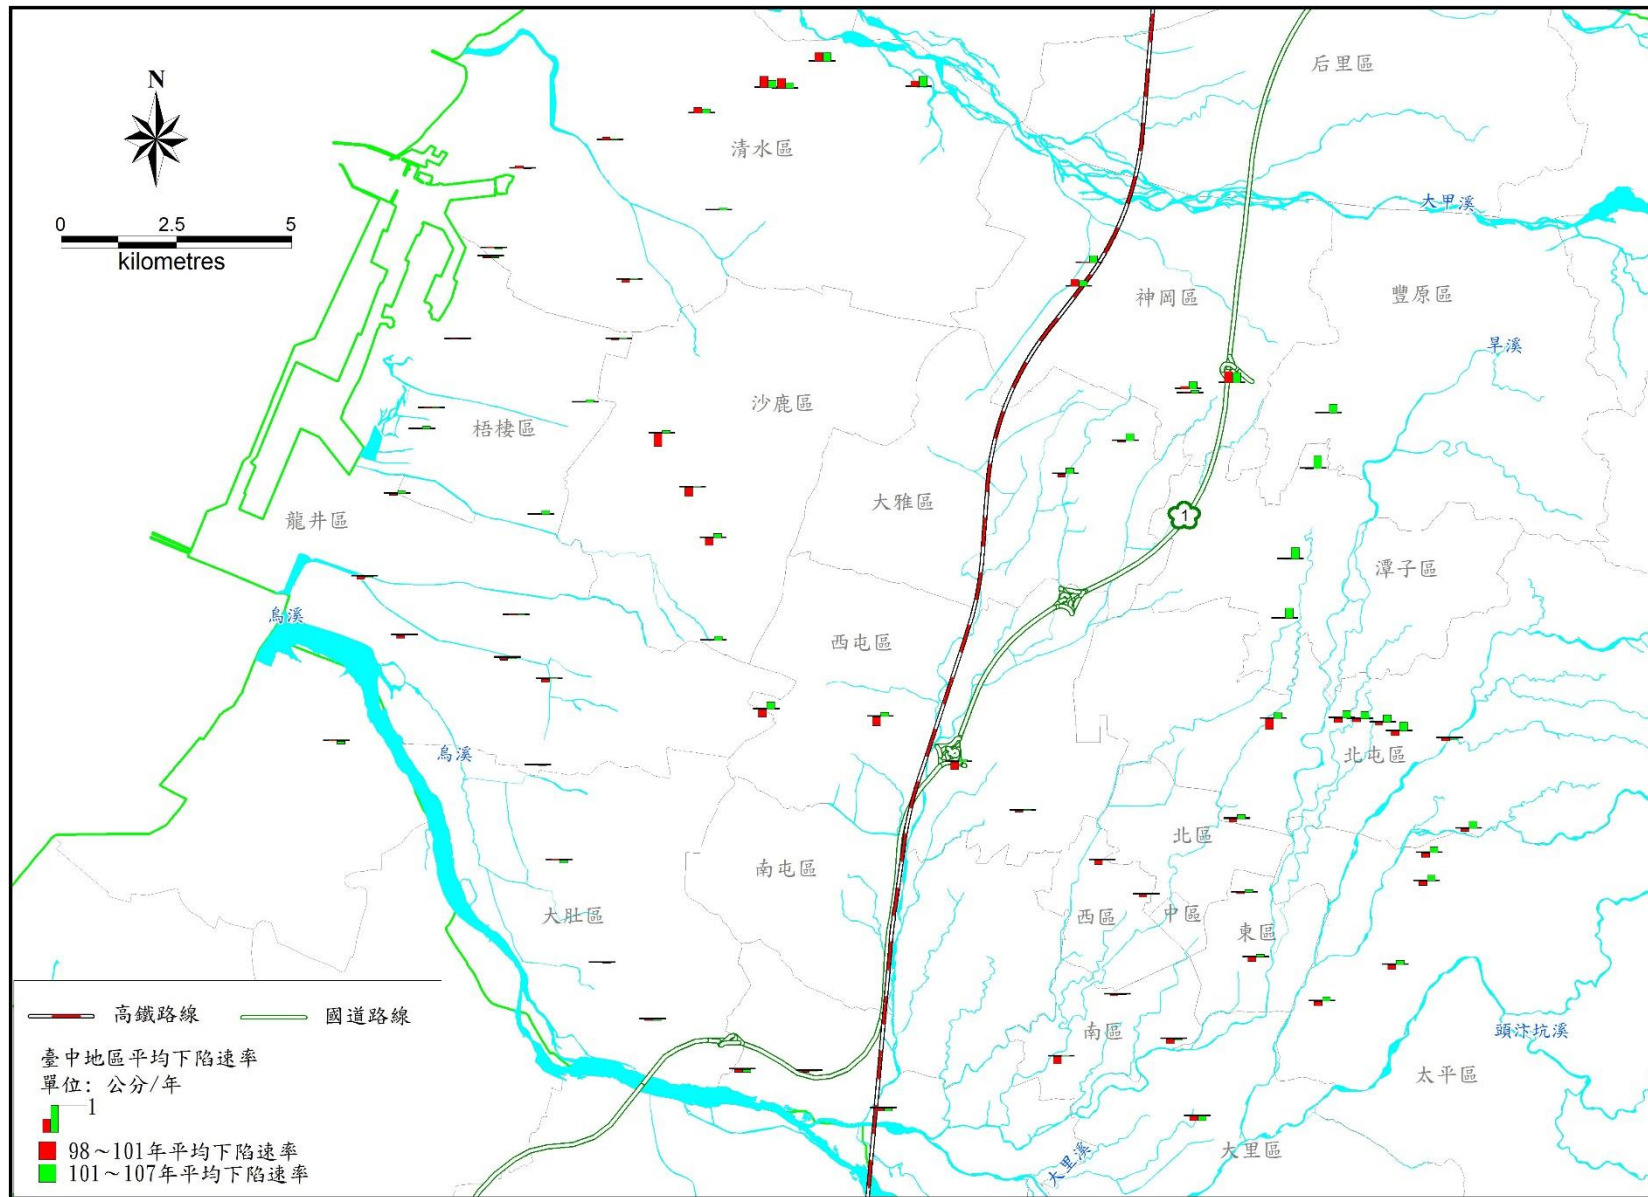 N
0 2.5 5
kilometres
后里區
清水區
大甲溪
神岡區
豐原區
旱溪
沙鹿區
梧棲區
大雅區
龍井區
1
潭子區
烏溪
西屯區
烏溪
北屯區
北區
南屯區
大肚區
西區
中區
東區
南區
頭汴坑溪
太平區
大里區
大里溪
高鐵路線
國道路線
臺中地區平均下陷速率
單位：公分/年
1
98～101年平均下陷速率
101～107年平均下陷速率